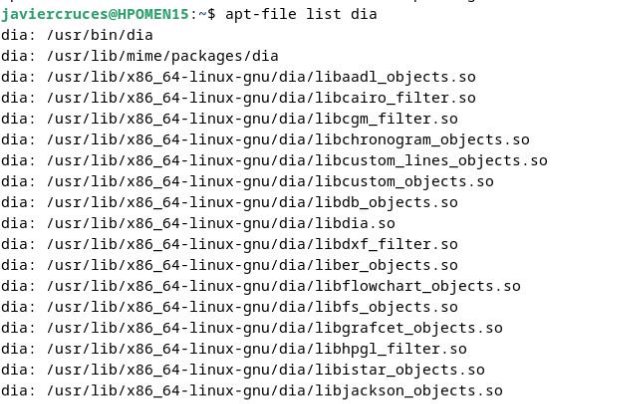 javiercruces@HPOMEN15:~$ apt-file list dia
dia: /usr/bin/dia
dia: /usr/lib/mime/packages/dia
dia: /usr/lib/x86_64-linux-gnu/dia/libaadl_objects.so
dia: /usr/lib/x86_64-linux-gnu/dia/libcairo_filter.so
dia: /usr/lib/x86_64-linux-gnu/dia/libcgm_filter.so
dia: /usr/lib/x86_64-linux-gnu/dia/libchronogram_objects.so
dia: /usr/lib/x86_64-linux-gnu/dia/libcustom_lines_objects.so
dia: /usr/lib/x86_64-linux-gnu/dia/libcustom_objects.so
dia: /usr/lib/x86_64-linux-gnu/dia/libdb_objects.so
dia: /usr/lib/x86_64-linux-gnu/dia/libdia.so
dia: /usr/lib/x86_64-linux-gnu/dia/libdxf_filter.so
dia: /usr/lib/x86_64-linux-gnu/dia/liber_objects.so
dia: /usr/lib/x86_64-linux-gnu/dia/libflowchart_objects.so
dia: /usr/lib/x86_64-linux-gnu/dia/libfs_objects.so
dia: /usr/lib/x86_64-linux-gnu/dia/libgrafcet_objects.so
dia: /usr/lib/x86_64-linux-gnu/dia/libhpgl_filter.so
dia: /usr/lib/x86_64-linux-gnu/dia/libistar_objects.so
dia: /usr/lib/x86_64-linux-gnu/dia/libjackson_objects.so